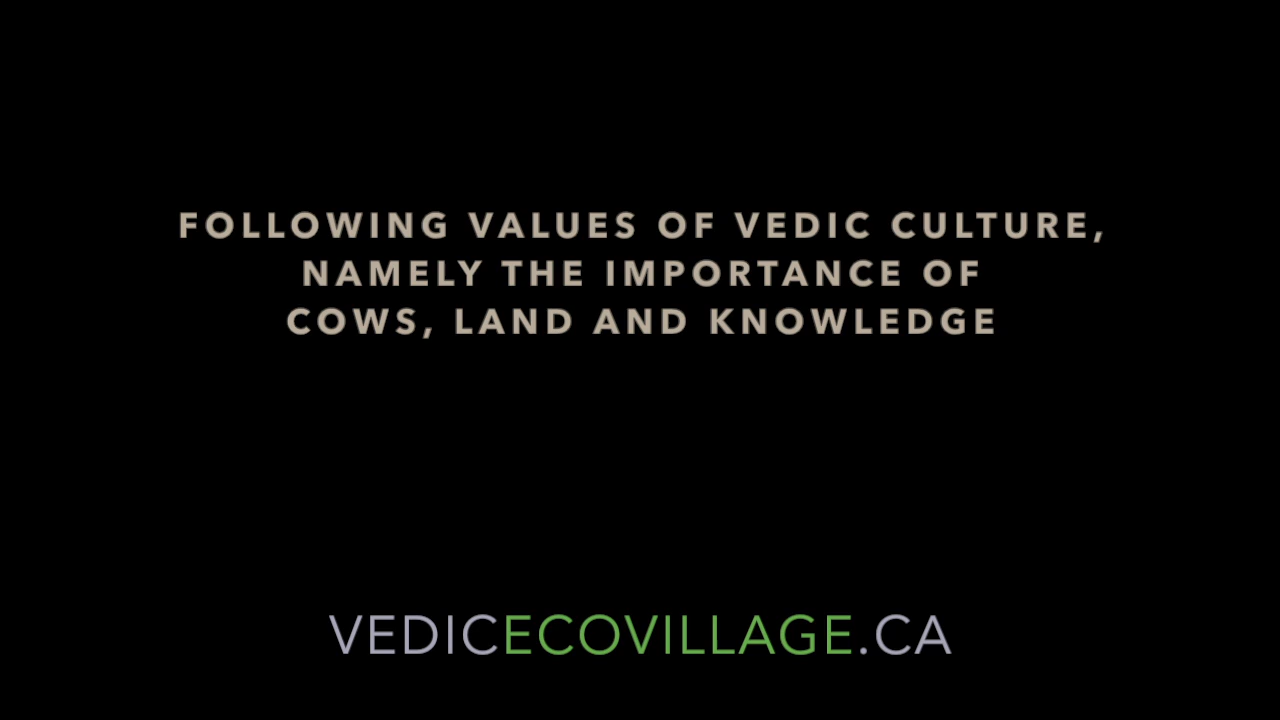 FOLLOWING VALUES OF VEDIC CULTURE,
NAMELY THE IMPORTANCE OF
COWS, LAND AND KNOWLEDGE
VEDICECOVILLAGE.CA